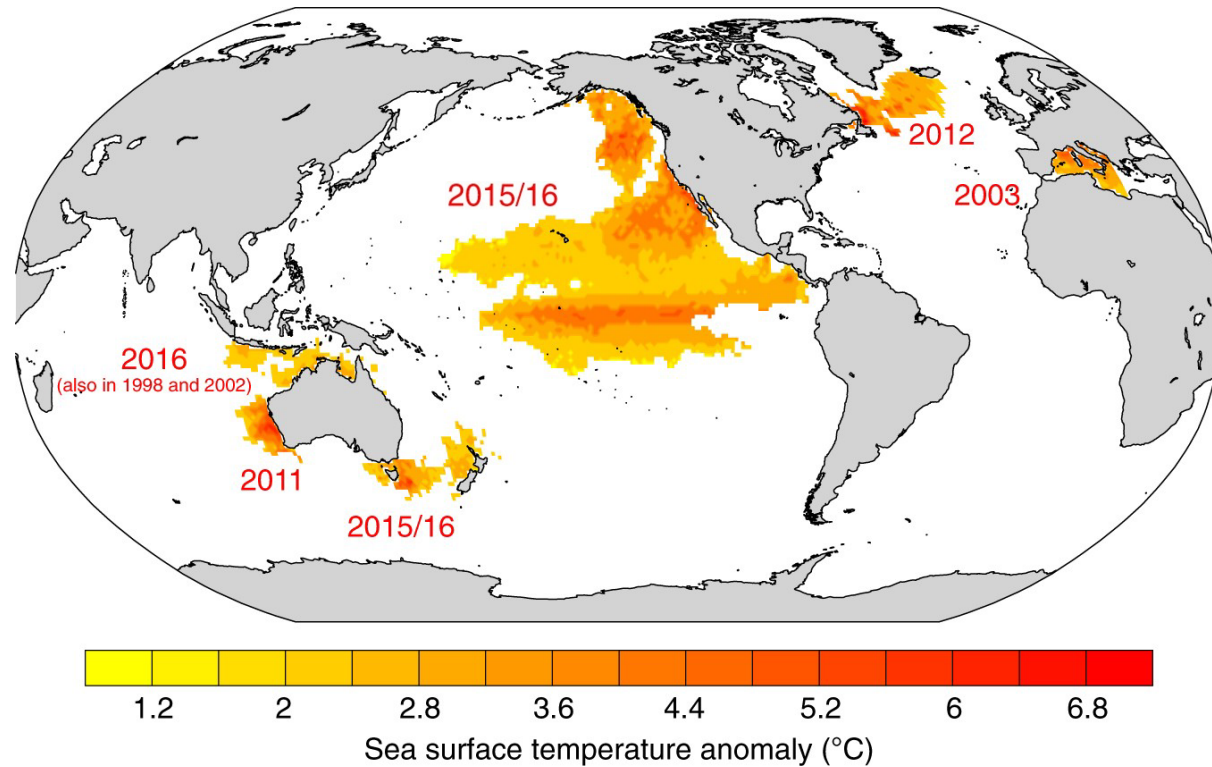 2012
2003
2015/16
2016
(also in 1998 and 2002)
2011
2015/16
1.2 2 2.8 3.6 4.4 5.2 6 6.8
Sea surface temperature anomaly (°C)